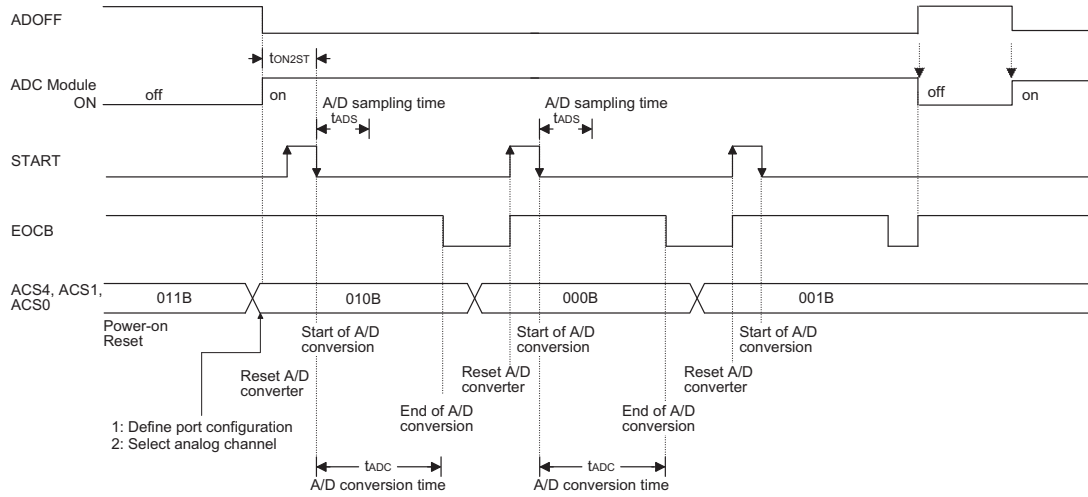 ADOFF
tON2ST
ADC Module
ON
off
on
off
on
A/D sampling time
tADS
A/D sampling time
tADS
START
EOCB
ACS4, ACS1,
ACS0
011B
010B
000B
001B
Power-on
Reset
Start of A/D
conversion
Start of A/D
conversion
Start of A/D
conversion
Reset A/D
converter
Reset A/D
converter
Reset A/D
converter
End of A/D
conversion
End of A/D
conversion
1: Define port configuration
2: Select analog channel
tADC
A/D conversion time
tADC
A/D conversion time